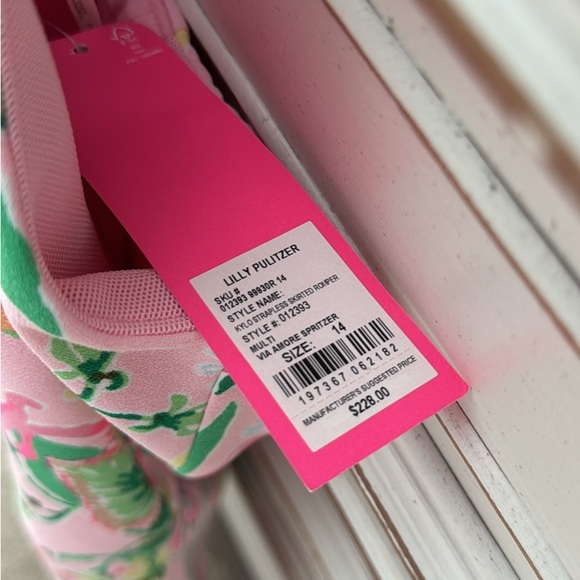 LILLY PULITZER
SKU #
012393 99930R 14
STYLE NAME:
KYLO STRAPLESS SKIRTED ROMPER
STYLE #: 012393
MULTI
VIA AMORE SPRITZER
SIZE: 14
197367 062182
MANUFACTURER'S SUGGESTED PRICE
$228.00